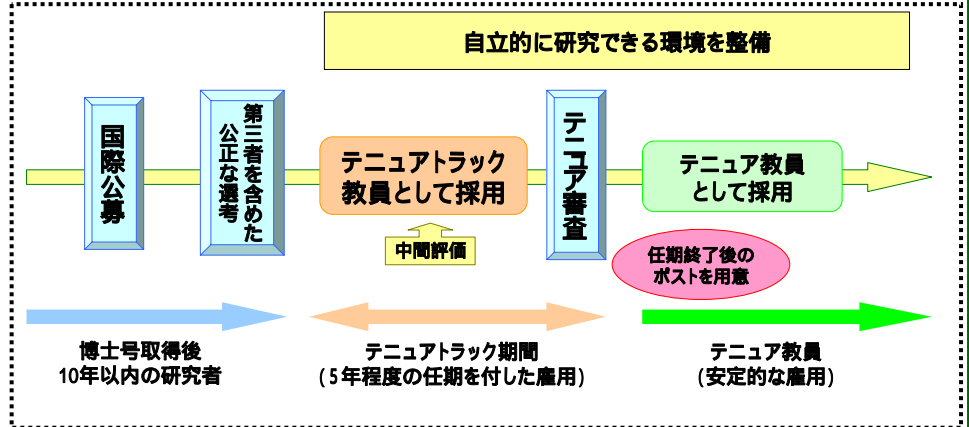 自立的に研究できる環境を整備
国際公募
第三者を含めた
公正な選考
テニュアトラック
教員として採用
中間評価
テニュア審査
テニュア教員
として採用
任期終了後の
ポストを用意
博士号取得後
10年以内の研究者
テニュアトラック期間
(5年程度の任期を付した雇用)
テニュア教員
(安定的な雇用)